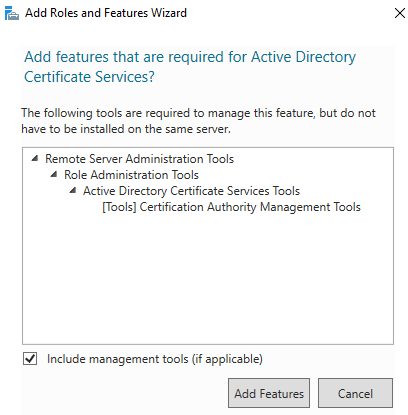 Add Roles and Features Wizard
Add features that are required for Active Directory
Certificate Services?
The following tools are required to manage this feature, but do not
have to be installed on the same server.
Remote Server Administration Tools
Role Administration Tools
Active Directory Certificate Services Tools
[Tools] Certification Authority Management Tools
Include management tools (if applicable)
Add Features
Cancel